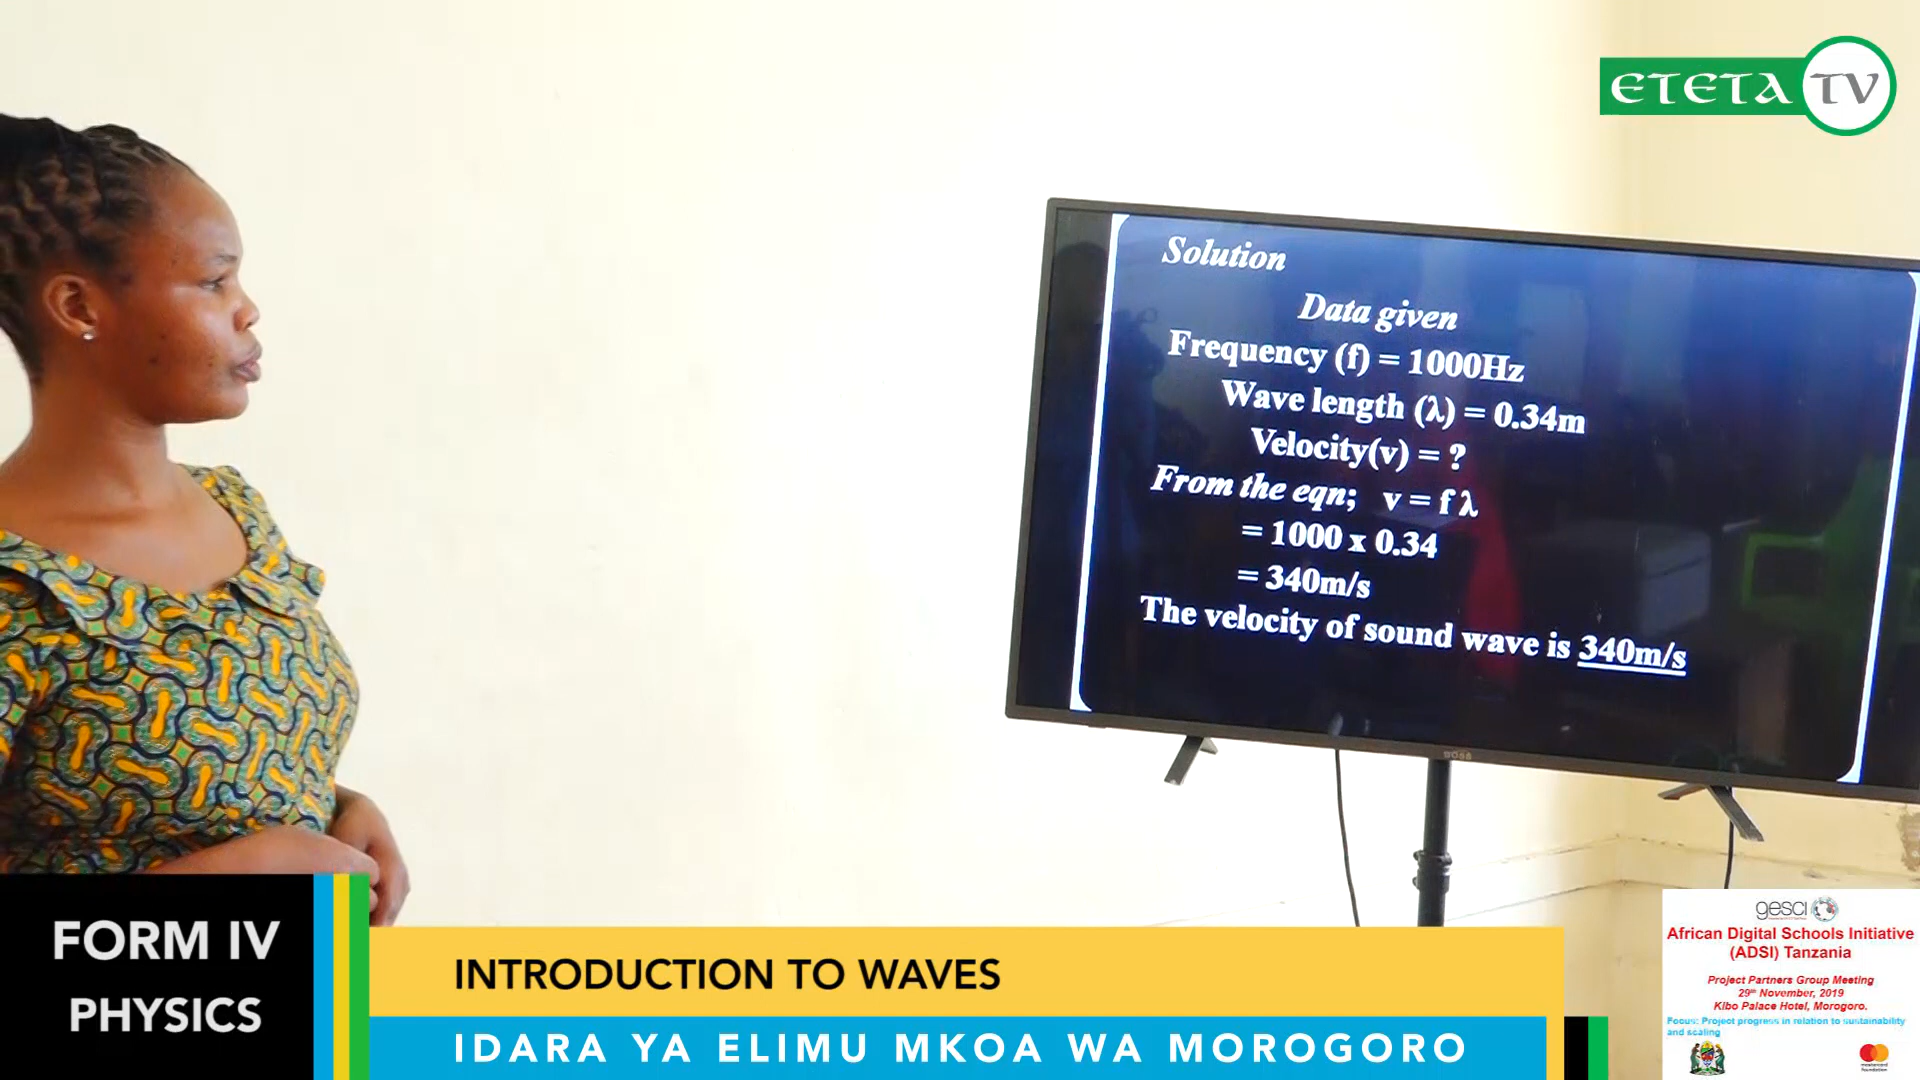 ETETA TV
Solution
Data given
Frequency (f) = 1000Hz
Wave length (λ) = 0.34m
Velocity(v) = ?
From the eqn; v = f λ
= 1000 x 0.34
= 340m/s
The velocity of sound wave is 340m/s
FORM IV
PHYSICS
INTRODUCTION TO WAVES
IDARA YA ELIMU MKOA WA MOROGORO
gesci
African Digital Schools Initiative
(ADSI) Tanzania
Project Partners Group Meeting
29th November, 2019
Kibo Palace Hotel, Morogoro.
Focus: Project progress in relation to sustainability
and scaling
mastercard
foundation